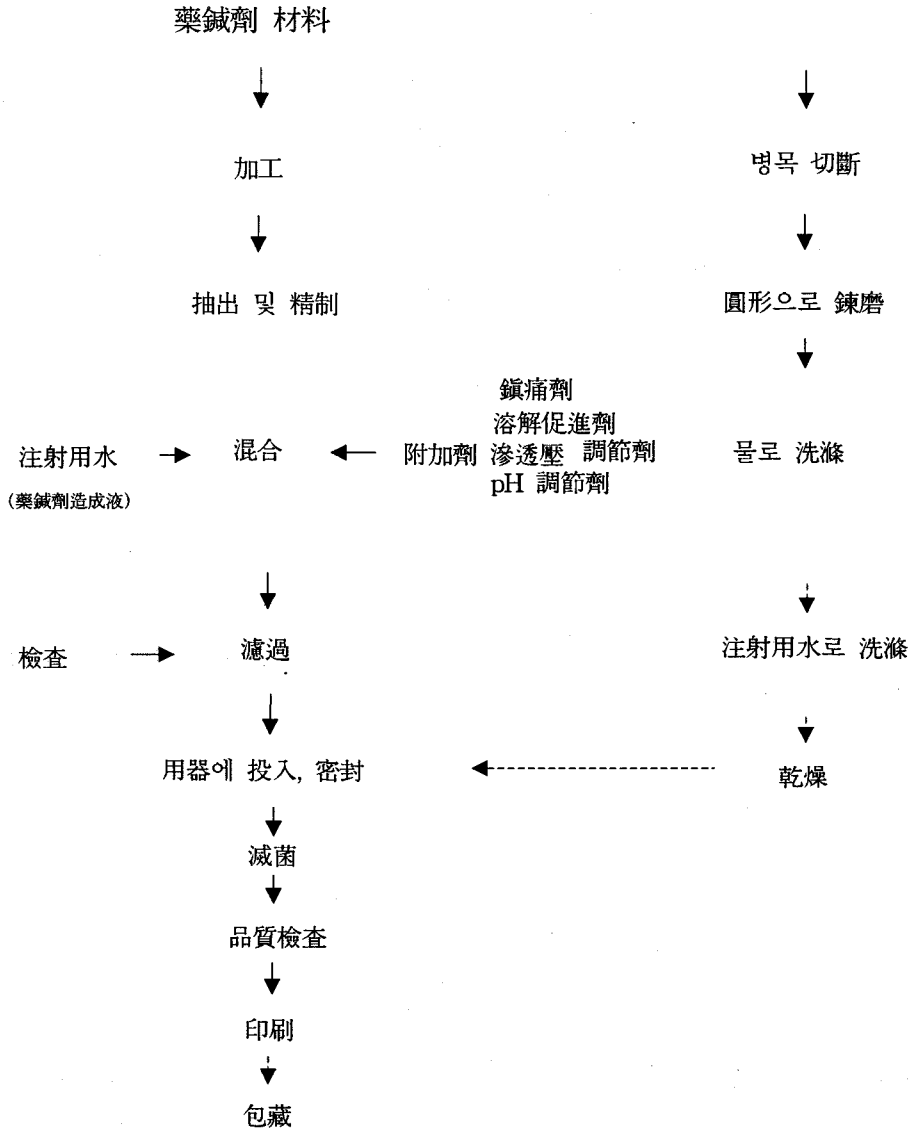 藥鍼劑 材料
加工
병목 切斷
抽出 및 精制
圓形으로 鍊磨
鎭痛劑
溶解促進劑
注射用水
混合
附加劑 滲透壓 調節劑
물로 洗滌
pH 調節劑
(藥鍼劑造成液)
檢査
濾過
注射用水로 洗滌
用器에 投入, 密封
乾燥
滅菌
品質檢査
印刷
包藏